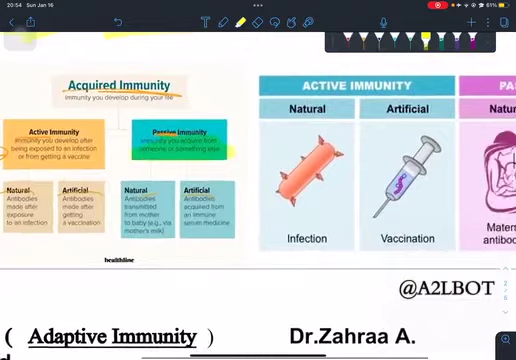 20:54 Sun Jan 16
61%
Acquired Immunity
Immunity you develop during your life
Active Immunity
Immunity you develop after
being exposed to an infection
or from getting a vaccine
Passive Immunity
Immunity you acquire from
someone or something else
Natural
Antibodies
made after
exposure
to an infection
Artificial
Antibodies
made after
getting
a vaccination
Natural
Antibodies
transmitted from
mother
to baby (e.g., via
mother's milk)
Artificial
Antibodies
acquired from
an immune
serum medicine
healthline
ACTIVE IMMUNITY
Natural
Artificial
Infection
Vaccination
PAS
Natur
Matern
antibod
@A2LBOT
( Adaptive Immunity )
Dr.Zahraa A.